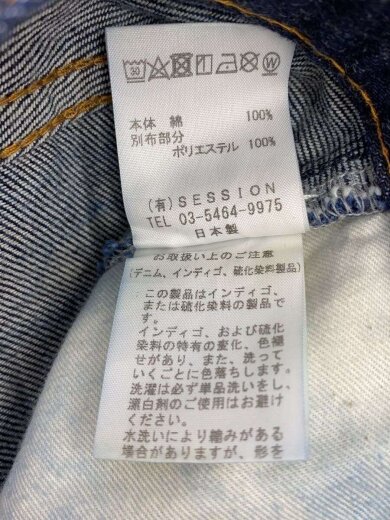 30
本体 綿 100%
別布部分
ポリエステル 100%
(有)SESSION
TEL 03-5464-9975
日本製
お取扱い上のご注意
(デニム、インディゴ、硫化染料製品)
この製品はインディゴ、
または硫化染料の製品で
す。
インディゴ、および硫化
染料の特有の変化、色褪
せがあり、また、洗って
いくごとに色落ちします。
洗濯は必ず単品洗いをし、
漂白剤のご使用はお避け
ください。
水洗いにより縮みがある
場合がありますが、形を